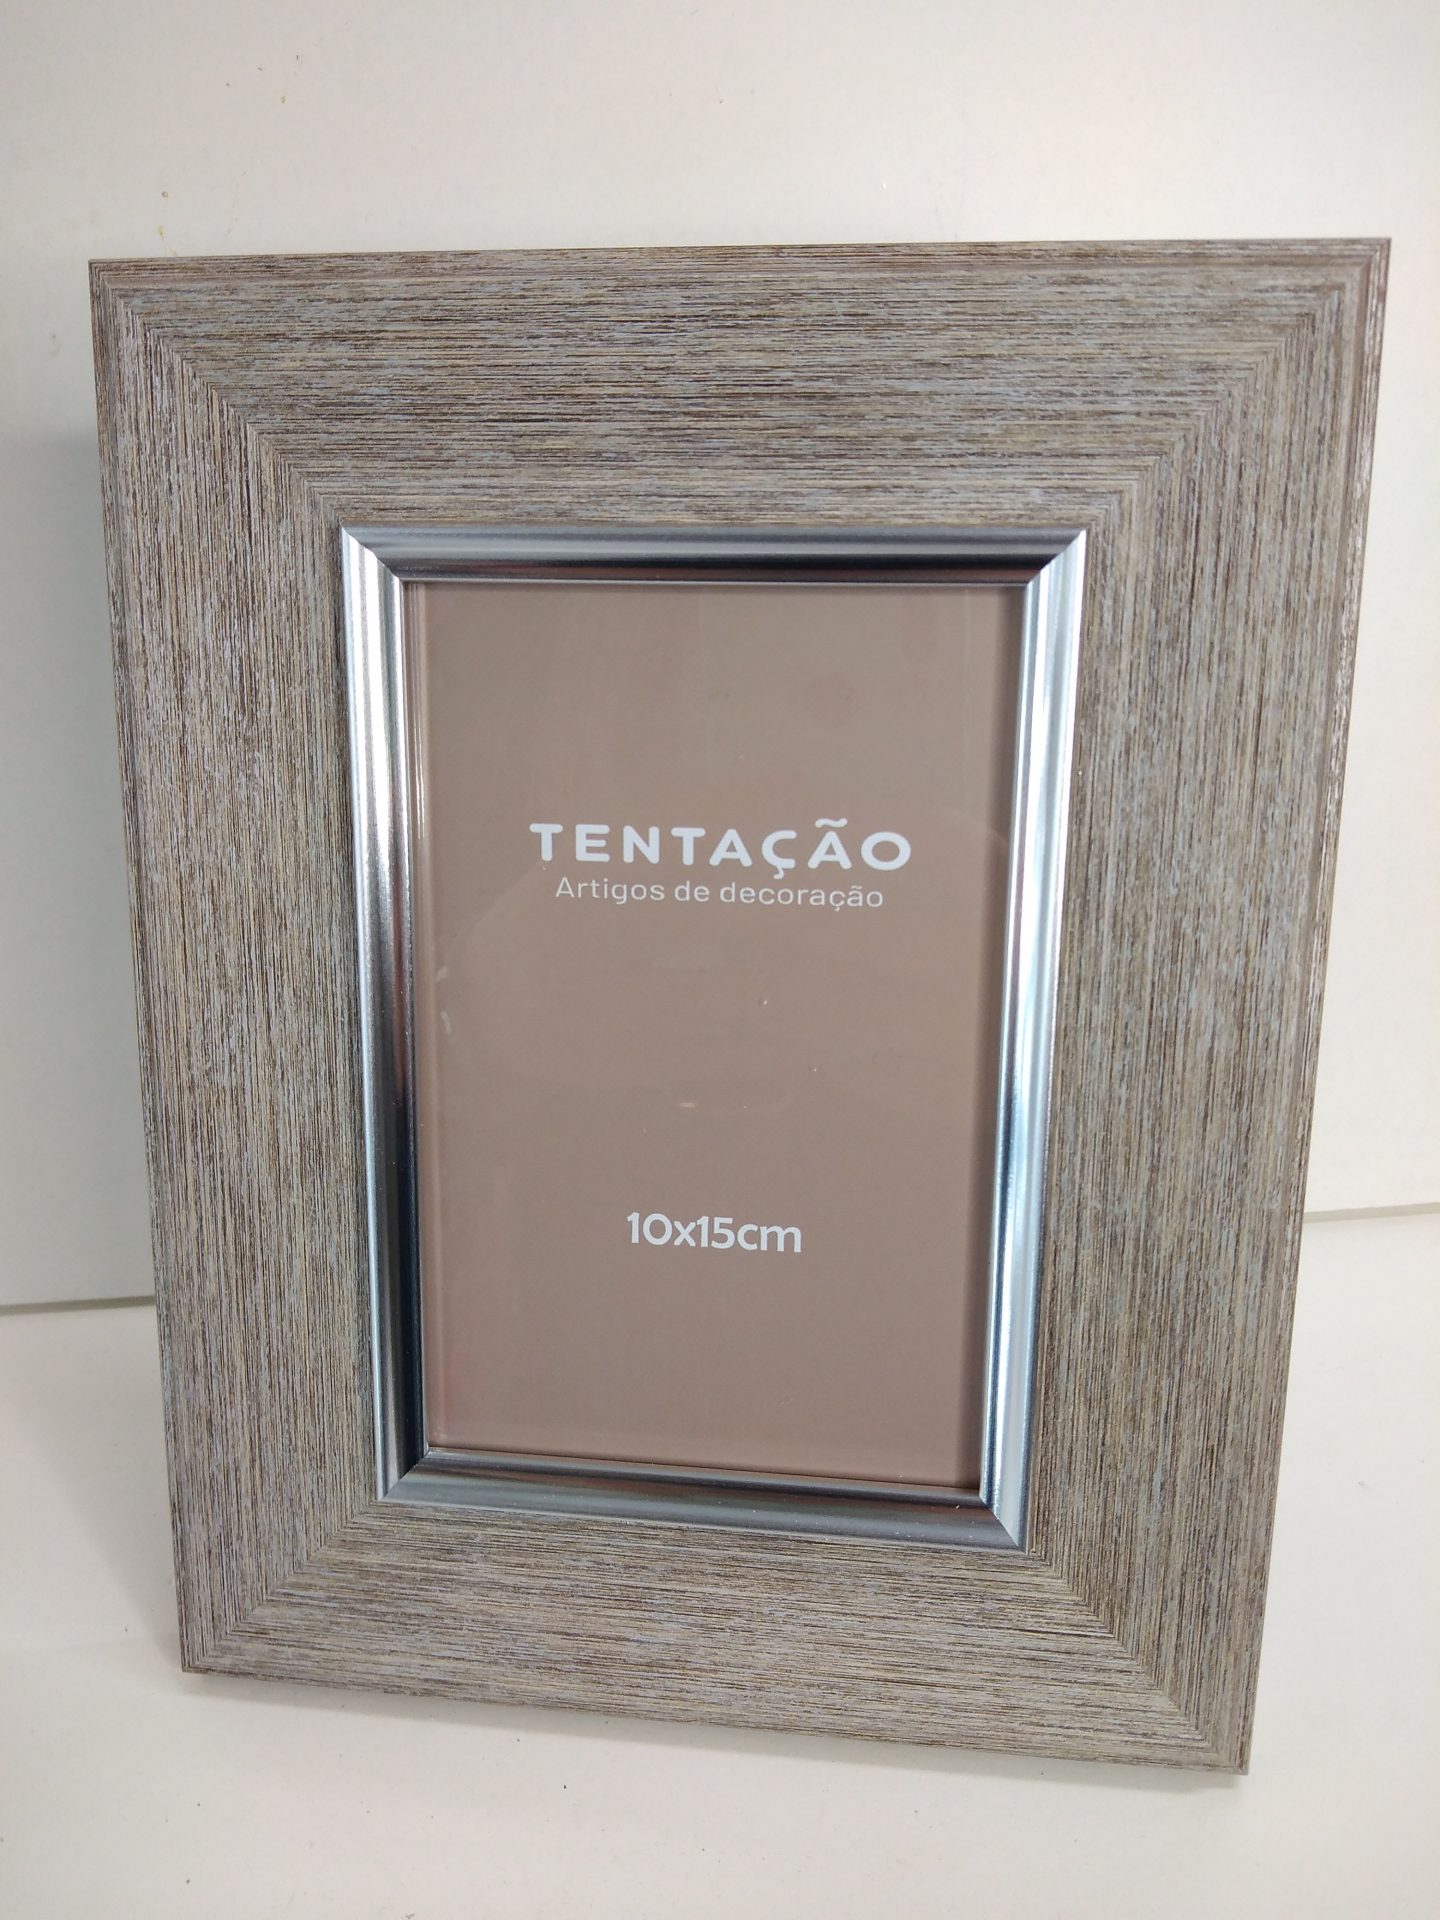 TENTAÇÃO
Artigos de decoração
10x15cm